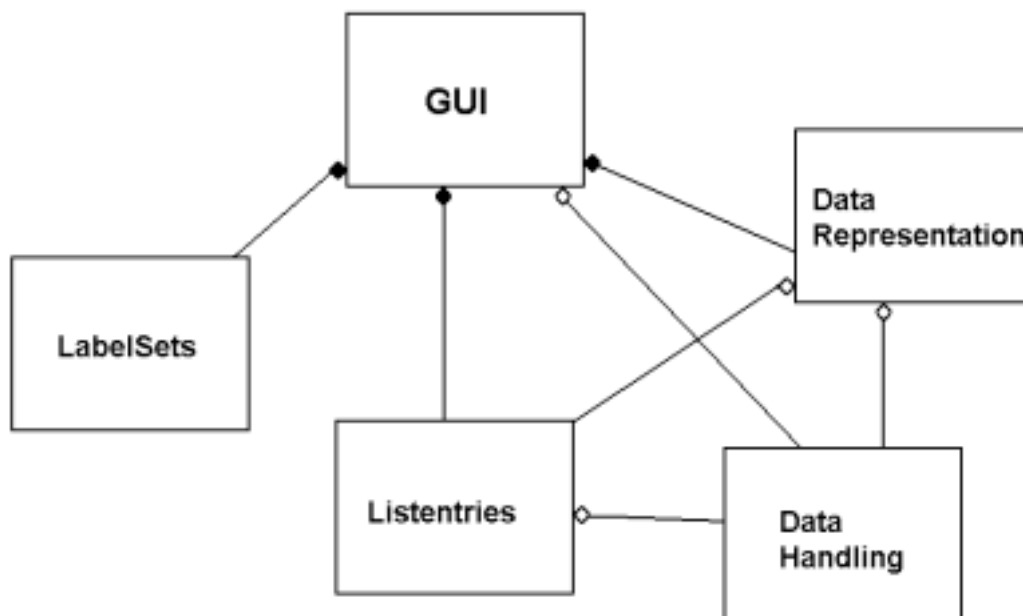 GUI
Data
Representation
LabelSets
Listentries
Data
Handling